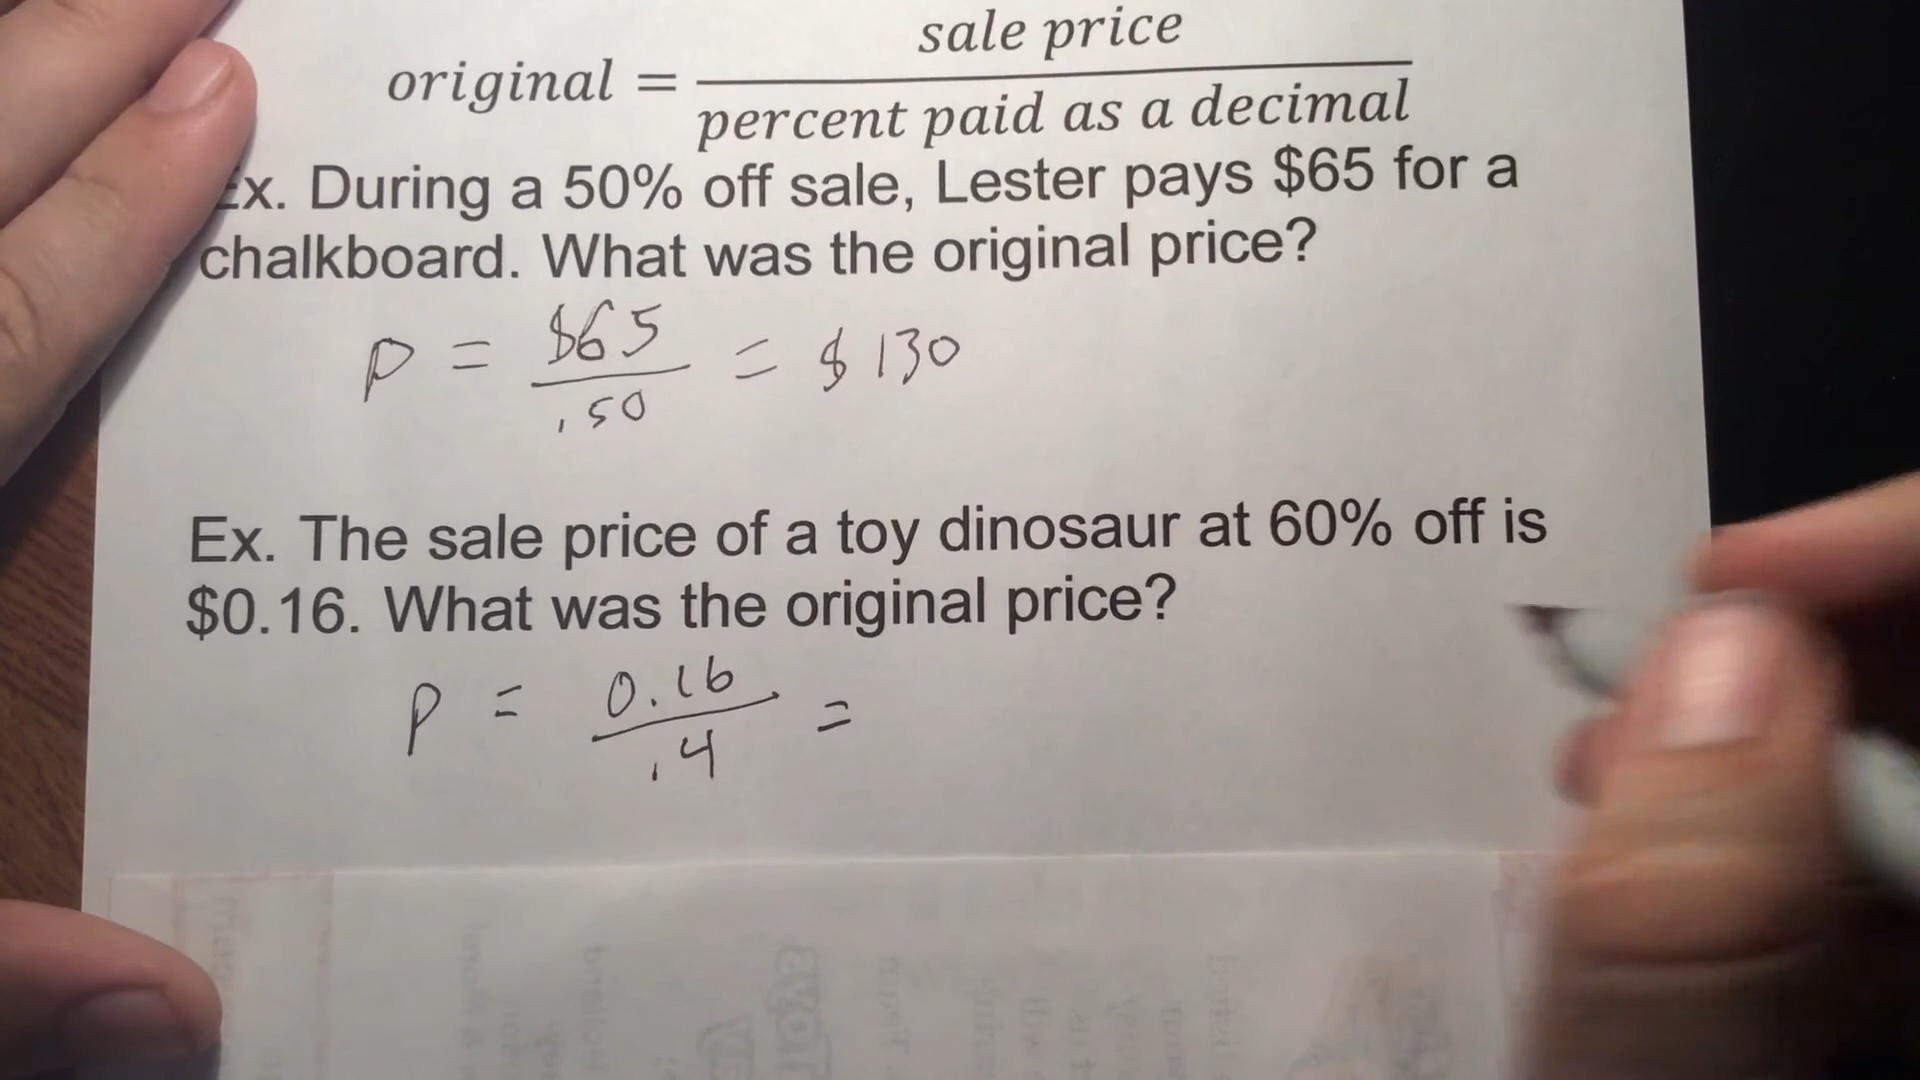 original = sale price / percent paid as a decimal
Ex. During a 50% off sale, Lester pays $65 for a
chalkboard. What was the original price?
P = $65 / .50 = $130
Ex. The sale price of a toy dinosaur at 60% off is
$0.16. What was the original price?
P = 0.16 / .4 =